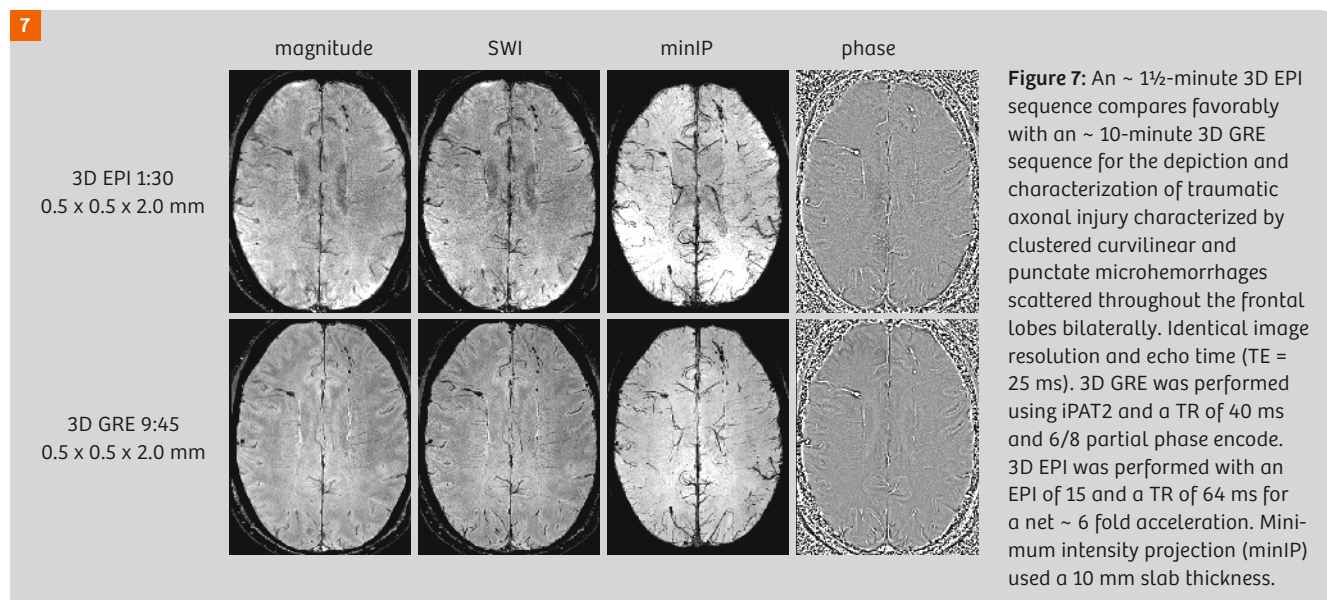 7
magnitude SWI minIP phase
3D EPI 1:30
0.5 x 0.5 x 2.0 mm
3D GRE 9:45
0.5 x 0.5 x 2.0 mm
Figure 7: An ~ 1½-minute 3D EPI
sequence compares favorably
with an ~ 10-minute 3D GRE
sequence for the depiction and
characterization of traumatic
axonal injury characterized by
clustered curvilinear and
punctate microhemorrhages
scattered throughout the frontal
lobes bilaterally. Identical image
resolution and echo time (TE =
25 ms). 3D GRE was performed
using iPAT2 and a TR of 40 ms
and 6/8 partial phase encode.
3D EPI was performed with an
EPI of 15 and a TR of 64 ms for
a net ~ 6 fold acceleration. Mini-
mum intensity projection (minIP)
used a 10 mm slab thickness.